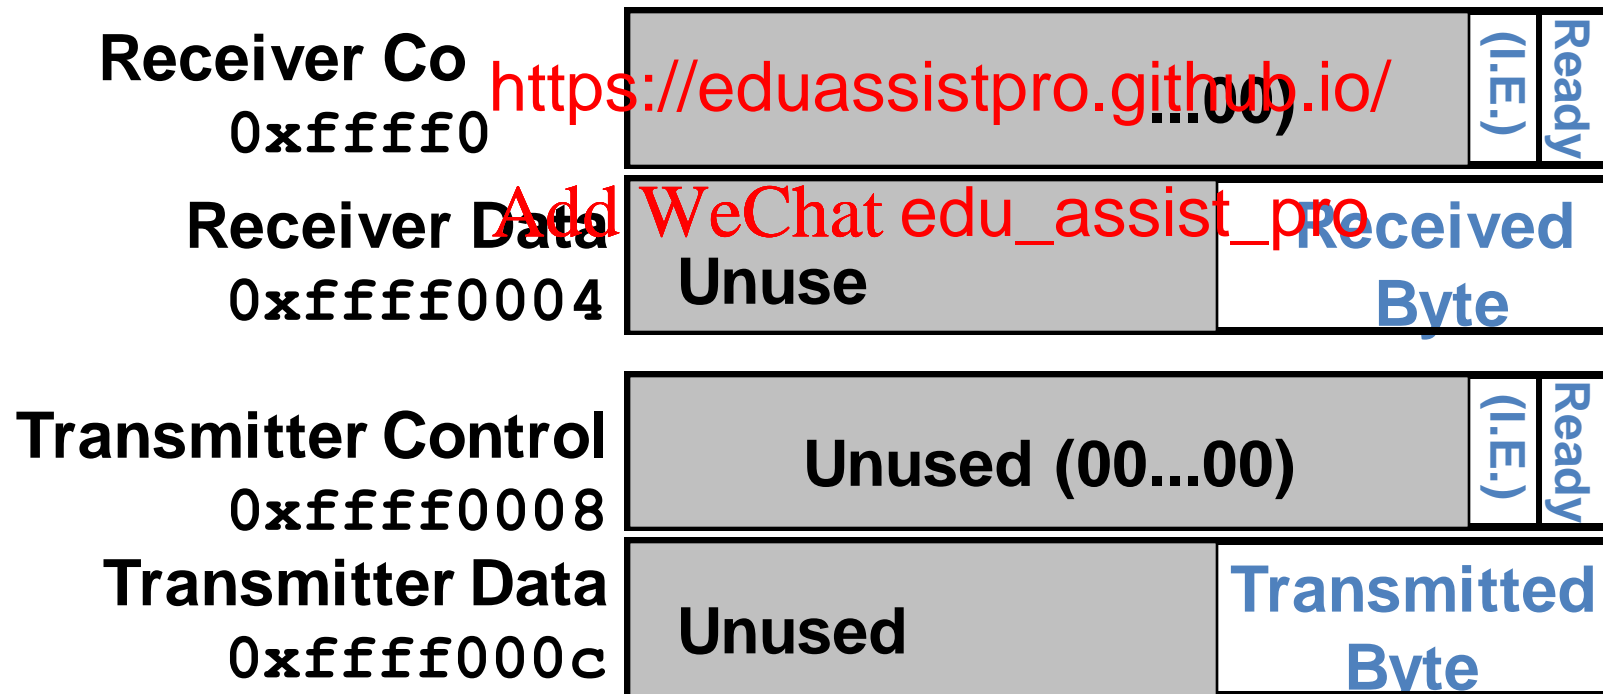 Receiver Co
0xffff0
https://eduassistpro.github.io/
...00)
(I.E.)
Ready
Receiver Data
0xffff0004
Add WeChat edu_assist_pro
Unuse
Received
Byte
Transmitter Control
0xffff0008
Unused (00...00)
(I.E.)
Ready
Transmitter Data
0xffff000c
Unused
Transmitted
Byte